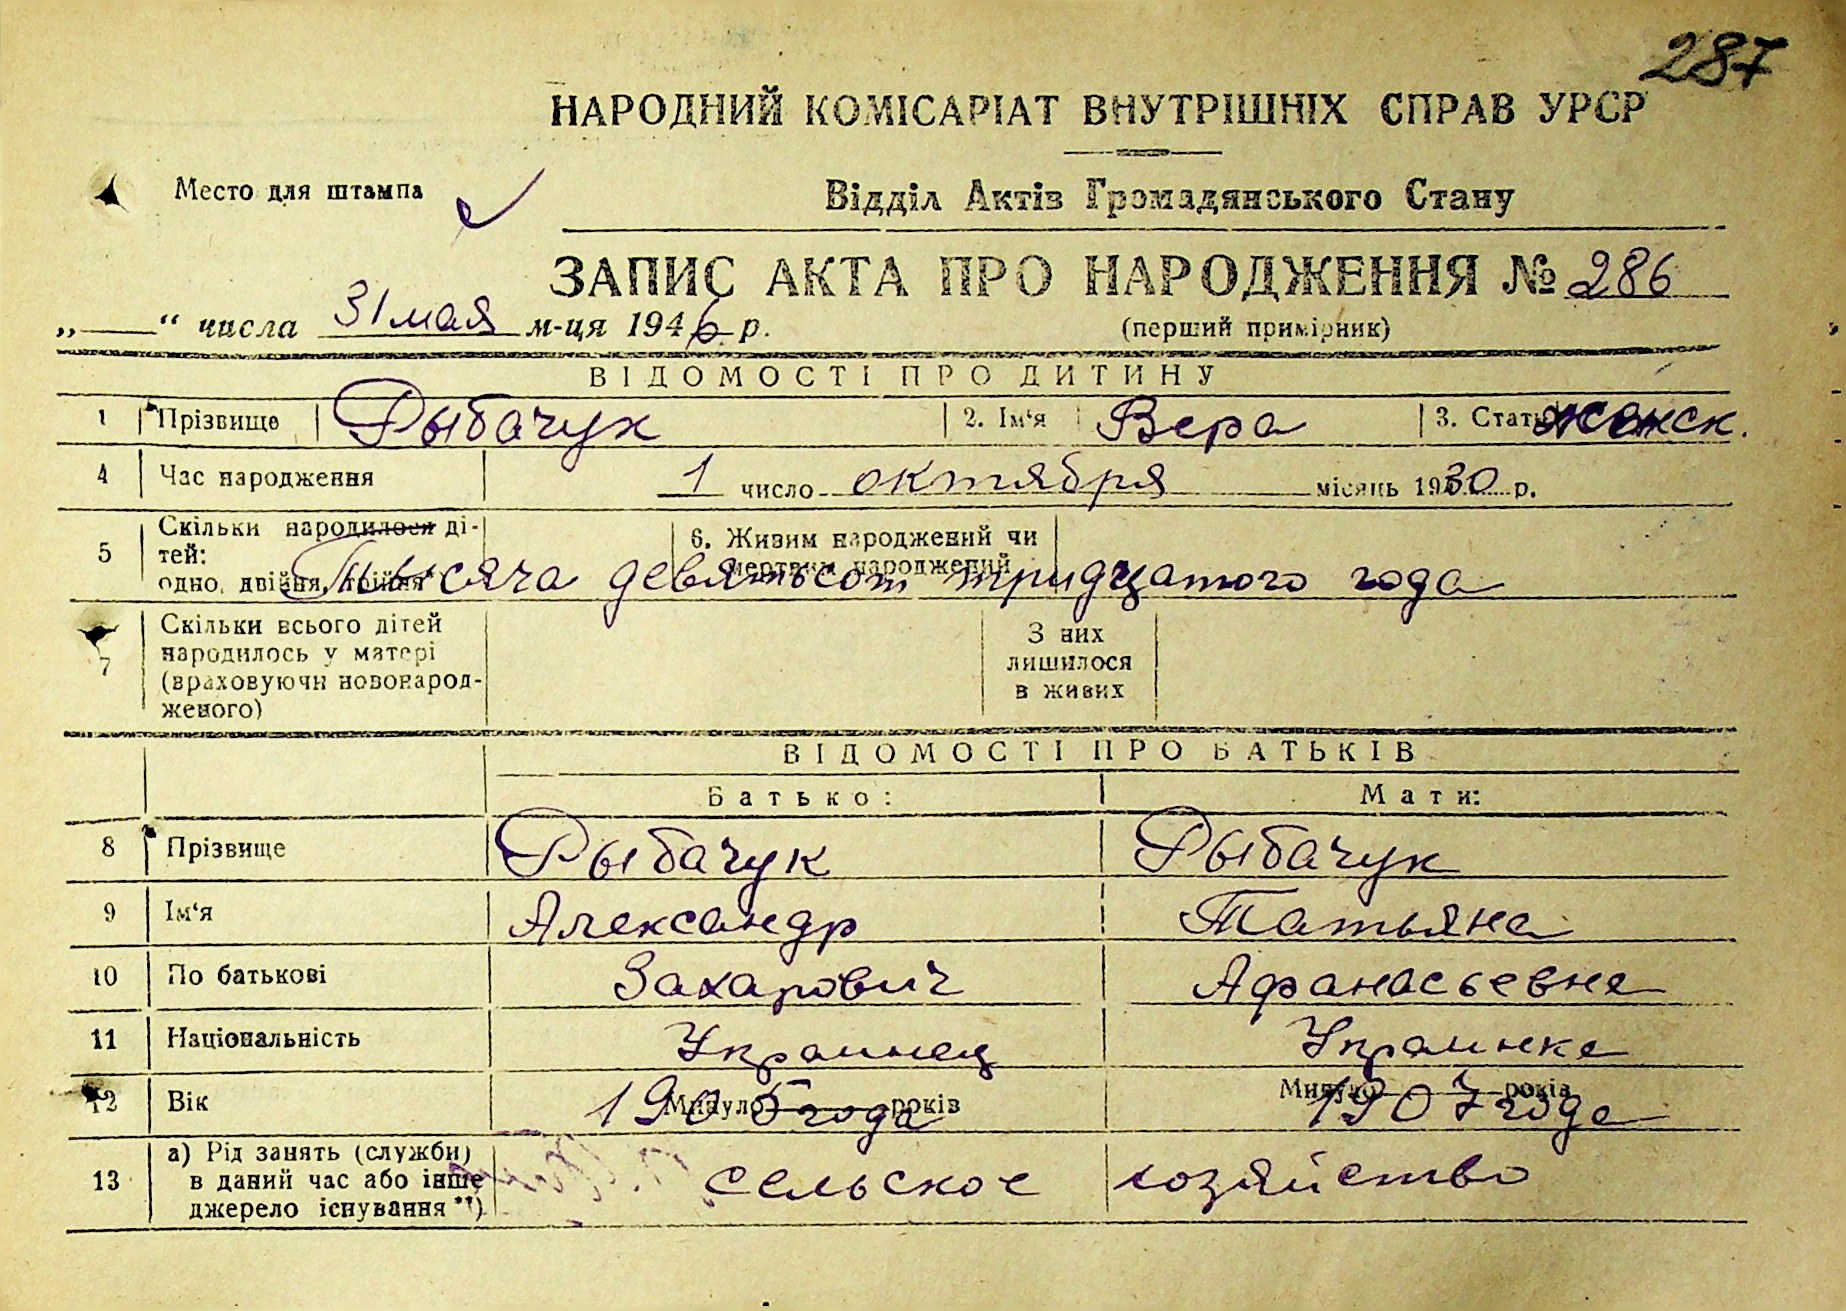 287
НАРОДНИЙ КОМІСАРІАТ ВНУТРІШНІХ СПРАВ УРСР
Место для штампа
Відділ Актів Громадянського Стану
ЗАПИС АКТА ПРО НАРОДЖЕННЯ № 286
„ “ числа 31 мая м-ця 1946 р. (перший примірник)
ВІДОМОСТІ ПРО ДИТИНУ
1 Прізвище Рыбачук 2. Ім‘я Вера 3. Стать женск.
4 Час народження 1 число октября місяць 1930 р.
5 Скільки народилося дітей: одно, двійня, трійня* 6. Живим народжений чи мертвим народжений
Тысяча девятьсот тридцатого года
7 Скільки всього дітей народилось у матері (враховуючи новонародженого) З них лишилося в живих
ВІДОМОСТІ ПРО БАТЬКІВ
Батько: Мати:
8 Прізвище Рыбачук Рыбачук
9 Ім‘я Александр Татьяна
10 По батькові Захарович Афанасьевна
11 Національність Украинец Украинка
12 Вік Минуло років 1905 года Минуло років 1907 года
13 а) Рід занять (служби) в даний час або інше джерело існування**) сельское хозяйство